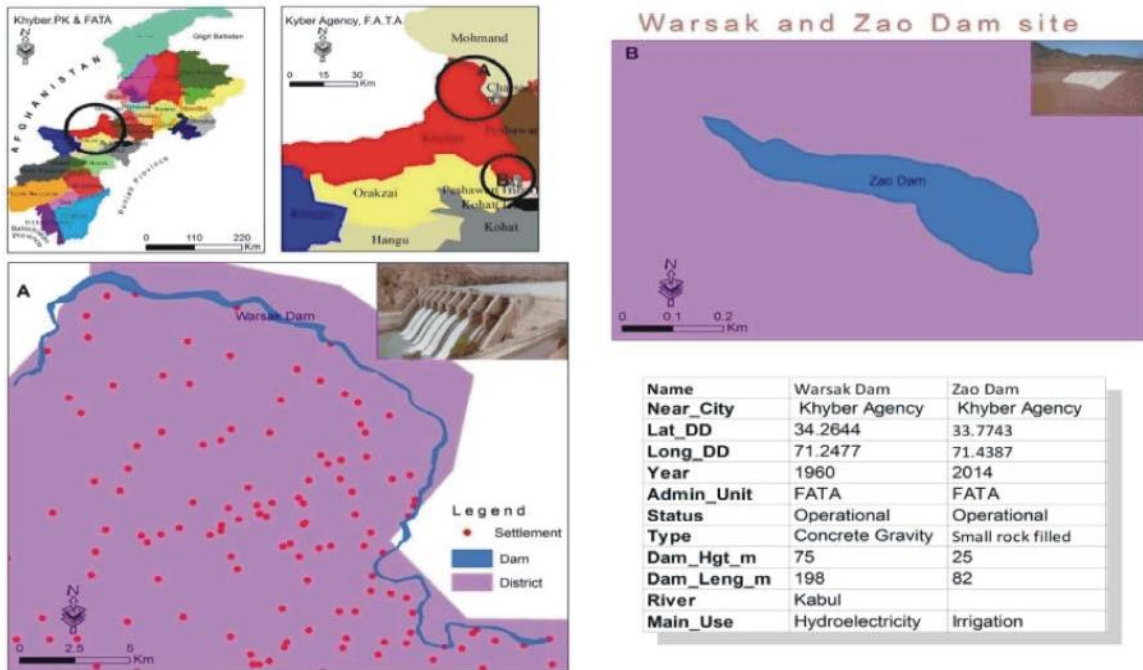 Khyber.PK & FATA
Gilgit Baltistan
N
AFGHANISTAN
Punjab Province
0 110 220
Km
Kyber Agency, F.A.T.A
N
0 15 30
Km
Mohmand
A
Khyber
Peshawar
B
Orakzai
Hangu
Kohat
Warsak and Zao Dam site
B
Zao Dam
N
0 0.1 0.2
Km
A
Warsak Dam
Legend
Settlement
Dam
District
N
0 2.5 5
Km
Name Warsak Dam Zao Dam
Near_City Khyber Agency Khyber Agency
Lat_DD 34.2644 33.7743
Long_DD 71.2477 71.4387
Year 1960 2014
Admin_Unit FATA FATA
Status Operational Operational
Type Concrete Gravity Small rock filled
Dam_Hgt_m 75 25
Dam_Leng_m 198 82
River Kabul
Main_Use Hydroelectricity Irrigation